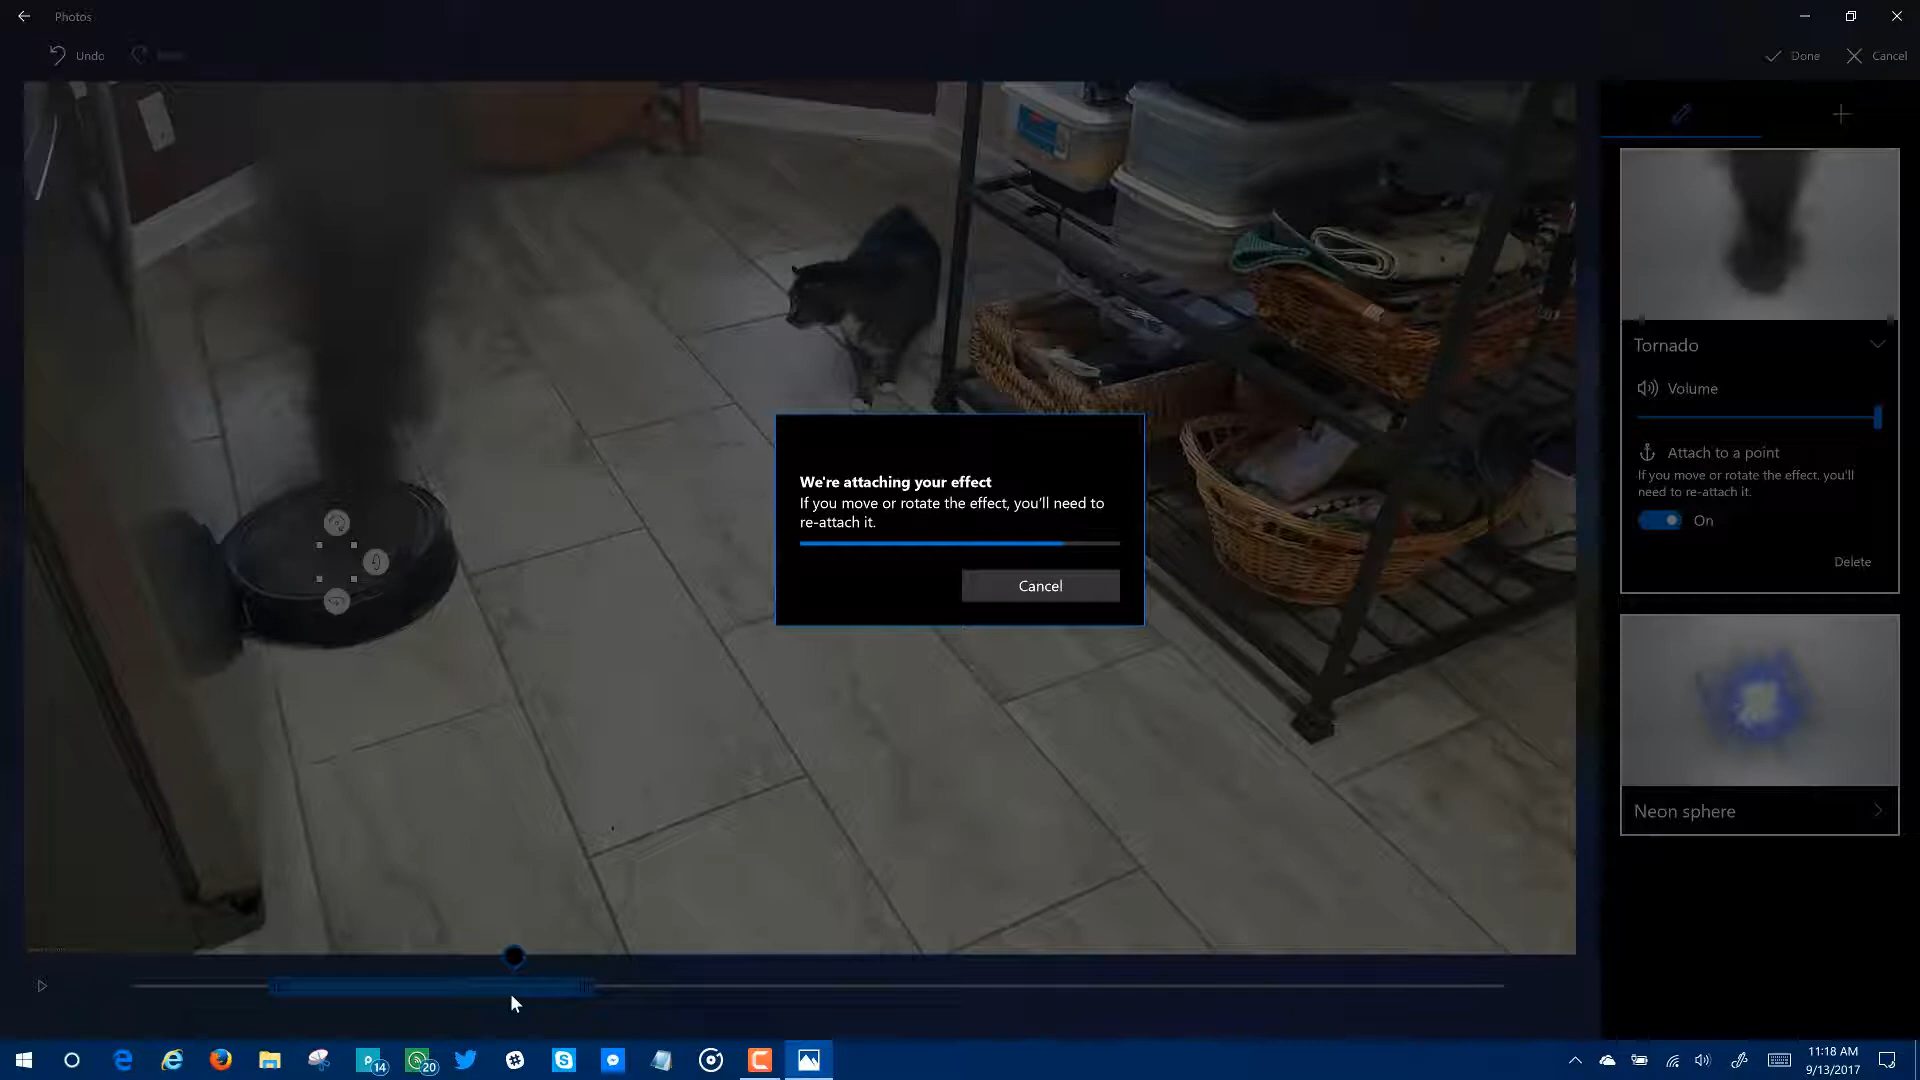 Photos
Undo
Done
Cancel
Tornado
Volume
Attach to a point
If you move or rotate the effect, you'll
need to re-attach it.
On
Delete
We're attaching your effect
If you move or rotate the effect, you'll need to
re-attach it.
Cancel
Neon sphere
14
20
11:18 AM
9/13/2017